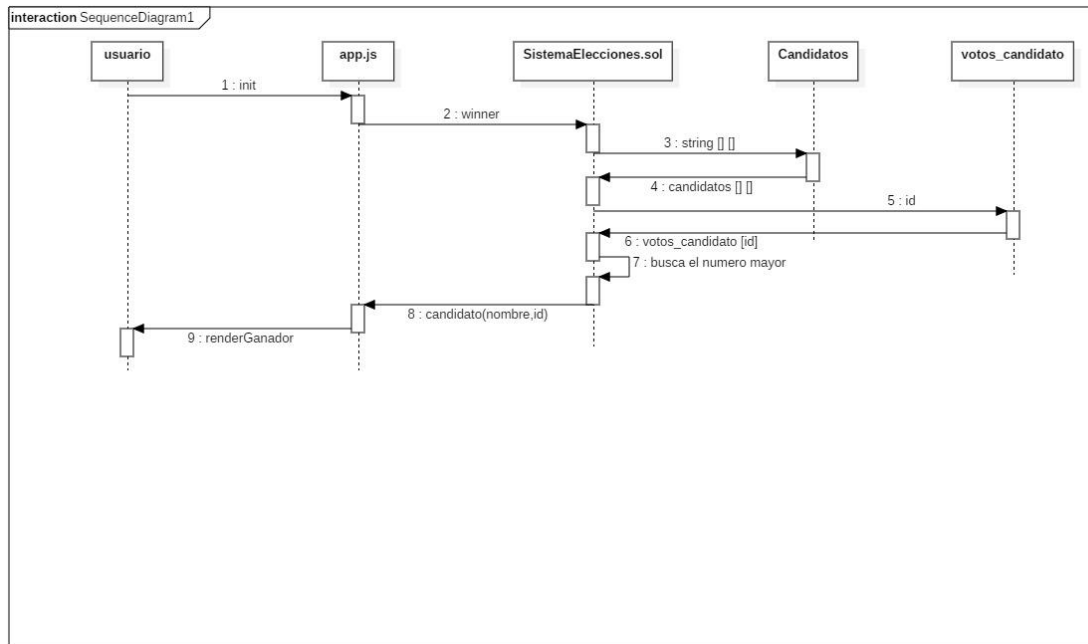 interaction SequenceDiagram1
usuario
app.js
SistemaElecciones.sol
Candidatos
votos_candidato
1 : init
2 : winner
3 : string [] []
4 : candidatos [] []
5 : id
6 : votos_candidato [id]
7 : busca el numero mayor
8 : candidato(nombre,id)
9 : renderGanador